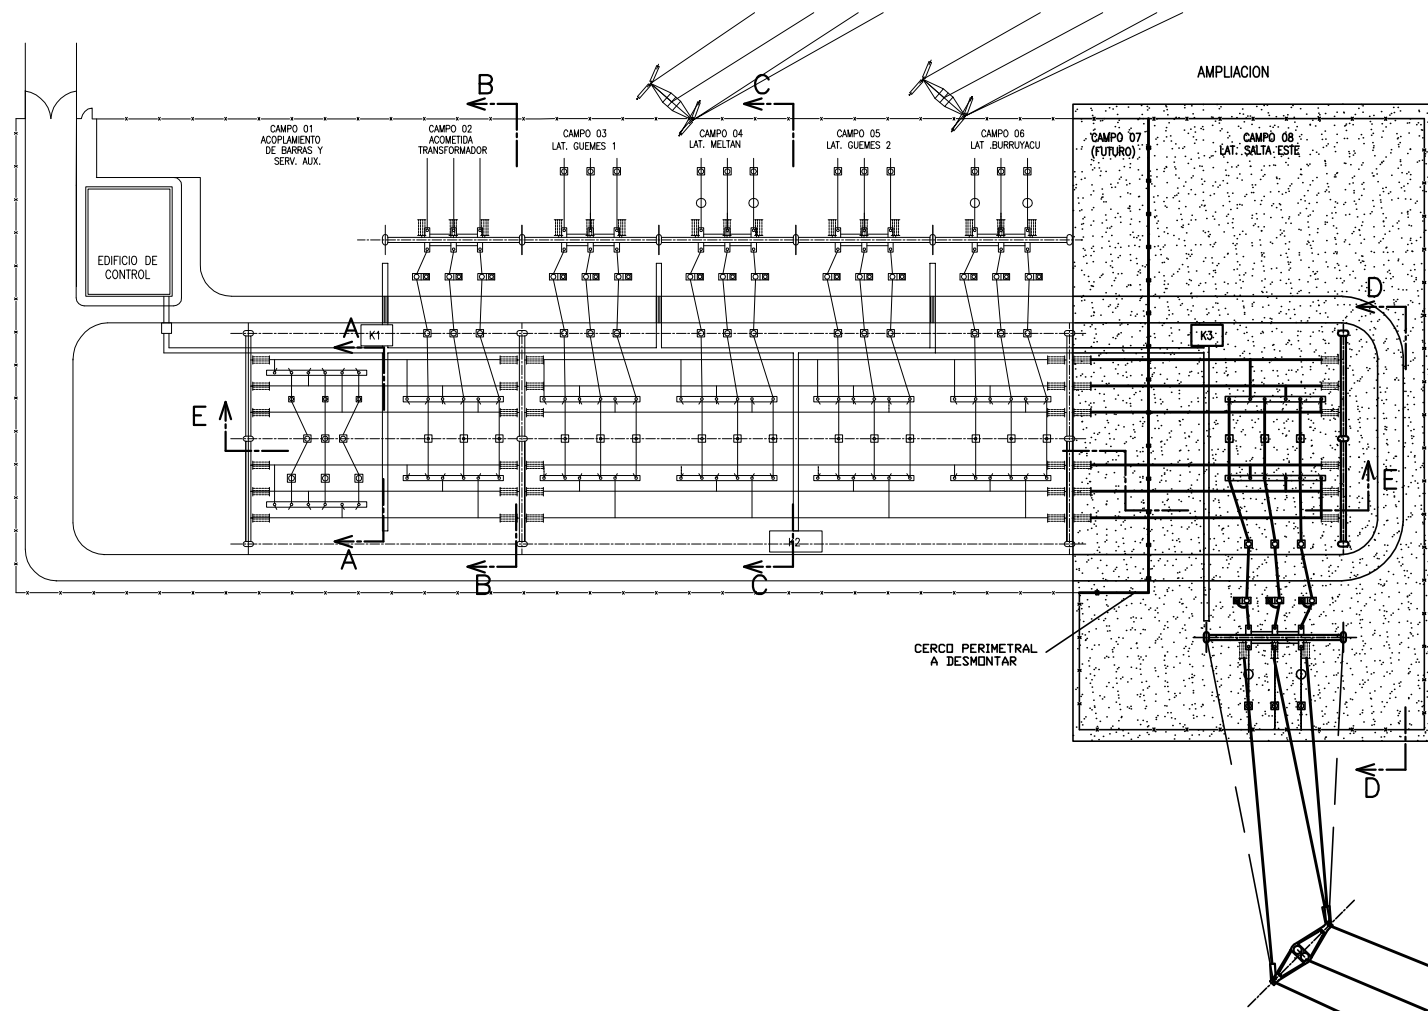 AMPLIACION
B
C
CAMPO 01
ACOPLAMIENTO
DE BARRAS Y
SERV. AUX.
CAMPO 02
ACOMETIDA
TRANSFORMADOR
CAMPO 03
LAT. GUEMES 1
CAMPO 04
LAT. MELTAN
CAMPO 05
LAT. GUEMES 2
CAMPO 06
LAT .BURRUYACU
CAMPO 07
(FUTURO)
CAMPO 08
LAT. SALTA ESTE
EDIFICIO DE
CONTROL
D
A
K1
K3
E
E
K2
A
B
C
CERCO PERIMETRAL
A DESMONTAR
D